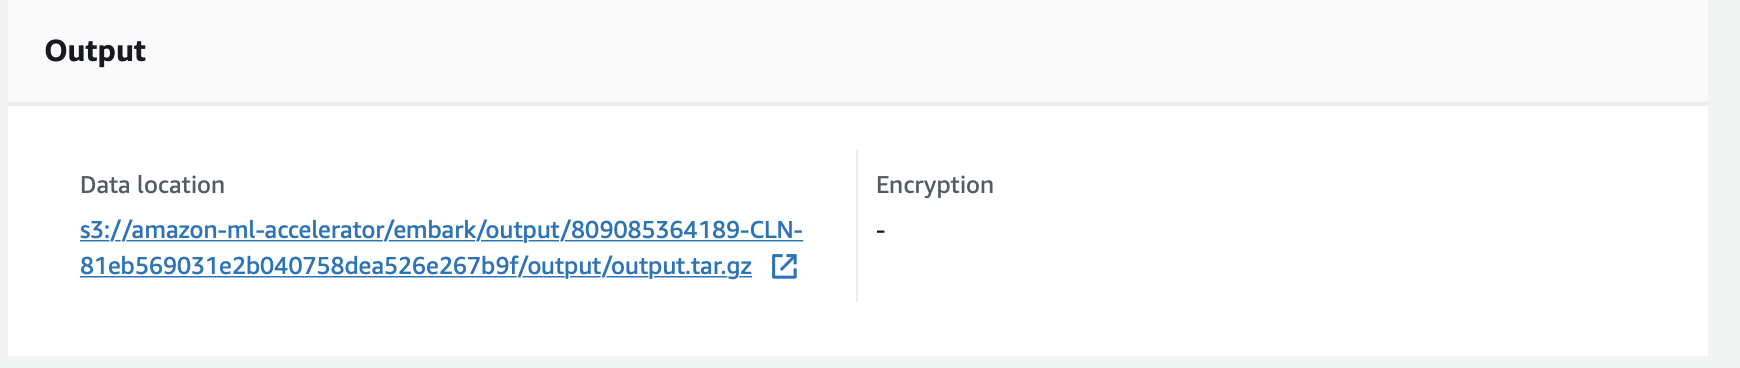 Output
Data location
s3://amazon-ml-accelerator/embark/output/809085364189-CLN-
81eb569031e2b040758dea526e267b9f/output/output.tar.gz
Encryption
-